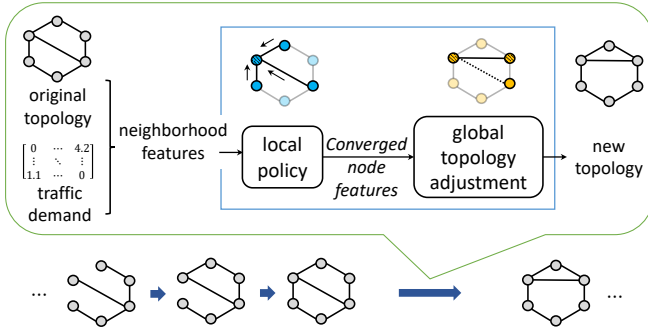 original
topology
0 ⋯ 4.2
⋮ ⋱ ⋮
1.1 ⋯ 0
traffic
demand
neighborhood
features
local
policy
Converged
node
features
global
topology
adjustment
new
topology
...
...